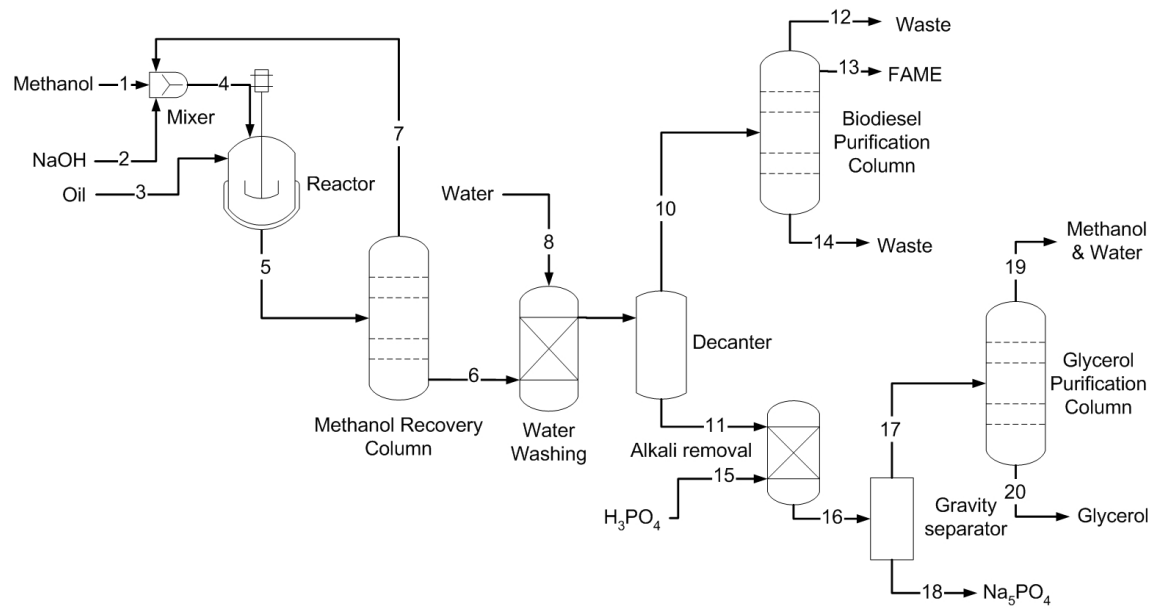 12
Waste
Methanol
1
4
13
FAME
Mixer
7
Biodiesel
Purification
Column
NaOH
2
Oil
3
Reactor
Water
10
8
14
Waste
5
Methanol
& Water
19
Decanter
6
Glycerol
Purification
Column
Methanol Recovery
Column
Water
Washing
11
Alkali removal
17
15
H₃PO₄
16
Gravity
separator
20
Glycerol
18
Na₅PO₄